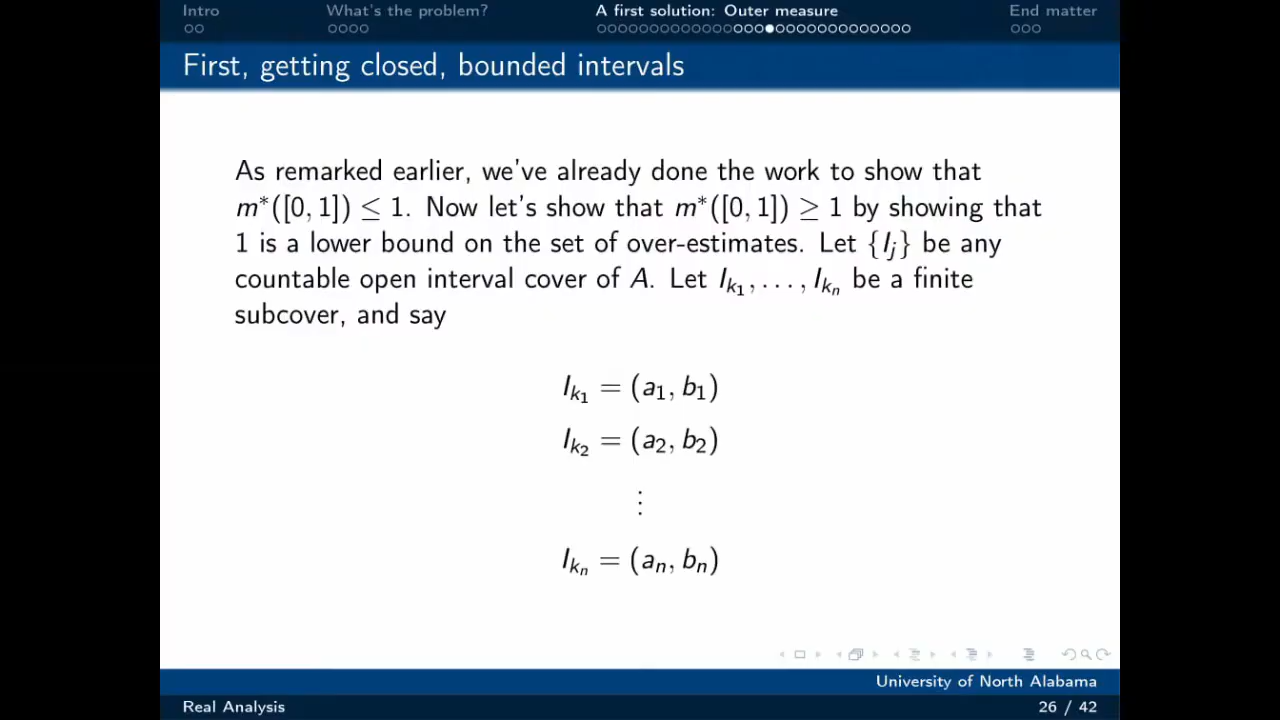 Intro What's the problem? A first solution: Outer measure End matter
First, getting closed, bounded intervals
As remarked earlier, we've already done the work to show that
m*([0, 1]) ≤ 1. Now let's show that m*([0, 1]) ≥ 1 by showing that
1 is a lower bound on the set of over-estimates. Let {I_j} be any
countable open interval cover of A. Let I_{k_1}, . . . , I_{k_n} be a finite
subcover, and say
I_{k_1} = (a_1, b_1)
I_{k_2} = (a_2, b_2)
⋮
I_{k_n} = (a_n, b_n)
University of North Alabama
Real Analysis 26 / 42